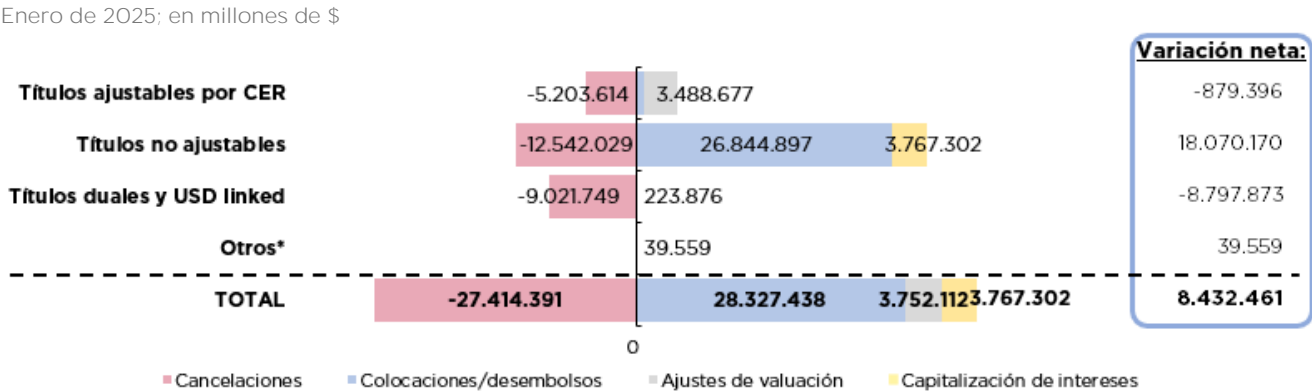 Enero de 2025; en millones de $
Variación neta:
Títulos ajustables por CER -5.203.614 3.488.677 -879.396
Títulos no ajustables -12.542.029 26.844.897 3.767.302 18.070.170
Títulos duales y USD linked -9.021.749 223.876 -8.797.873
Otros* 39.559 39.559
TOTAL -27.414.391 28.327.438 3.752.112 3.767.302 8.432.461
0
Cancelaciones Colocaciones/desembolsos Ajustes de valuación Capitalización de intereses